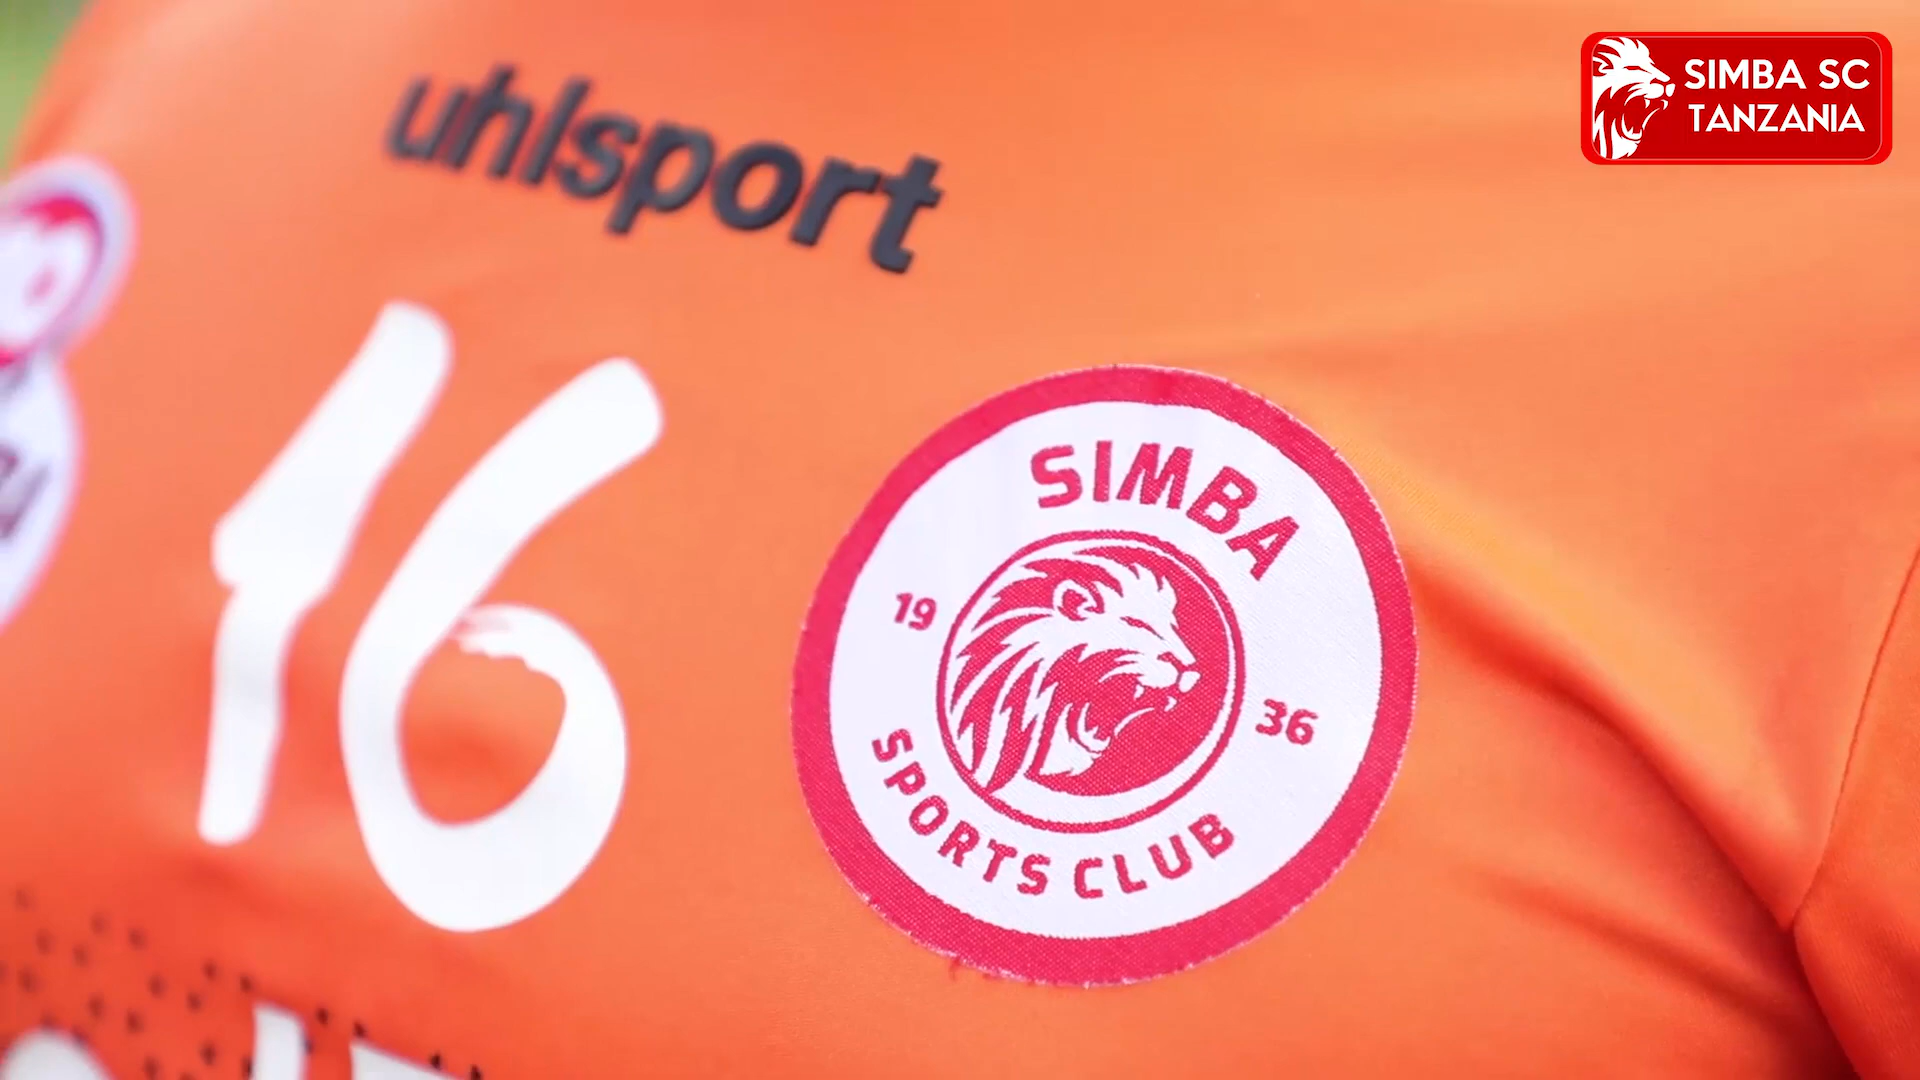 SIMBA SC
TANZANIA
uhlsport
16
SIMBA
19
36
SPORTS CLUB